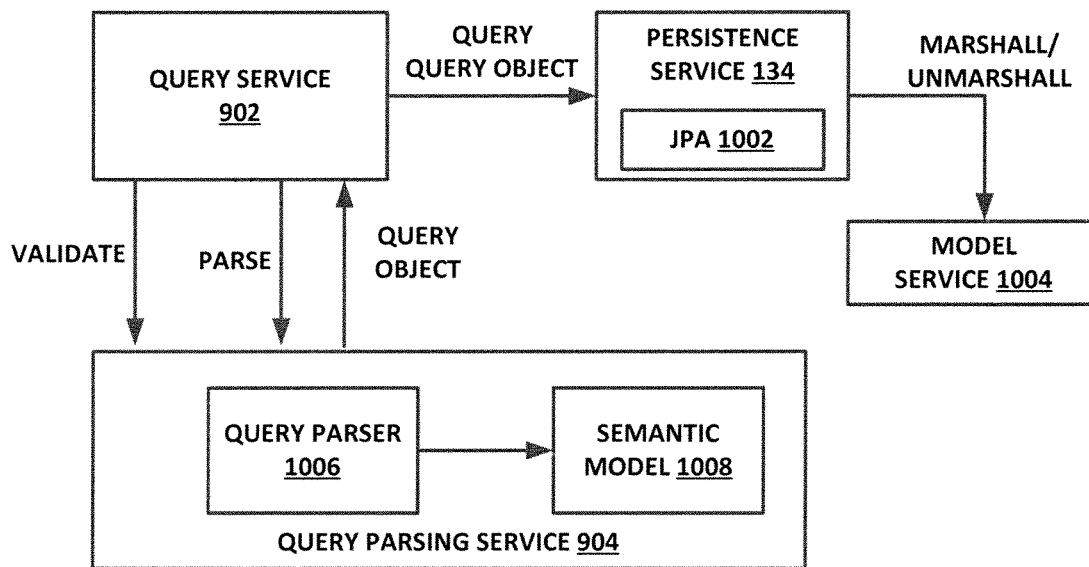 QUERY SERVICE
902
QUERY
QUERY OBJECT
PERSISTENCE
SERVICE 134
JPA 1002
MARSHALL/
UNMARSHALL
MODEL
SERVICE 1004
VALIDATE
PARSE
QUERY
OBJECT
QUERY PARSER
1006
SEMANTIC
MODEL 1008
QUERY PARSING SERVICE 904